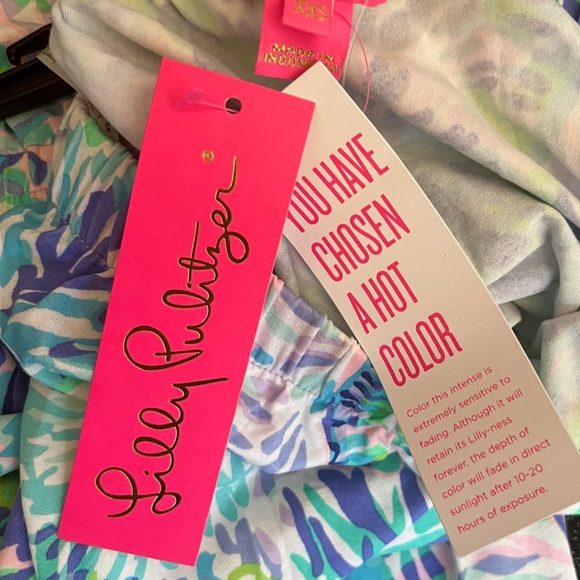 XXS
MADE IN
INDONESIA
Lilly Pulitzer
YOU HAVE
CHOSEN
A HOT
COLOR
Color this intense is
extremely sensitive to
fading. Although it will
retain its Lilly-ness
forever, the depth of
color will fade in direct
sunlight after 10-20
hours of exposure.